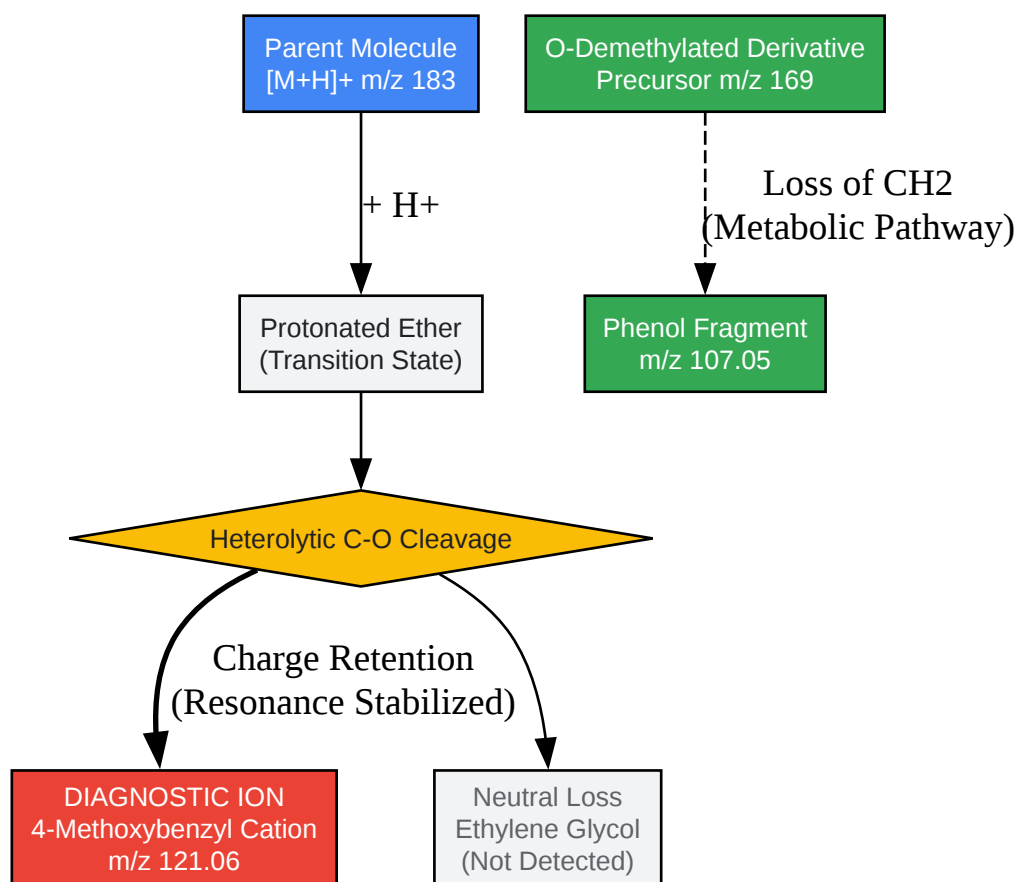 Parent Molecule
[M+H]+ m/z 183
O-Demethylated Derivative
Precursor m/z 169
+ H+
Loss of CH2
(Metabolic Pathway)
Protonated Ether
(Transition State)
Phenol Fragment
m/z 107.05
Heterolytic C-O Cleavage
Charge Retention
(Resonance Stabilized)
DIAGNOSTIC ION
4-Methoxybenzyl Cation
m/z 121.06
Neutral Loss
Ethylene Glycol
(Not Detected)